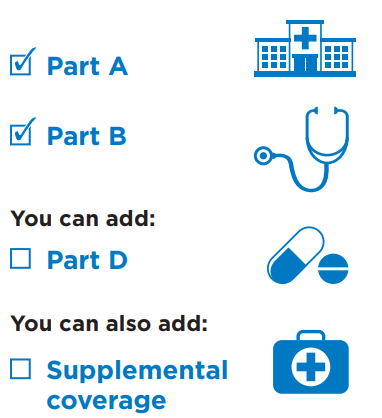 Part A
Part B
You can add:
Part D
You can also add:
Supplemental
coverage